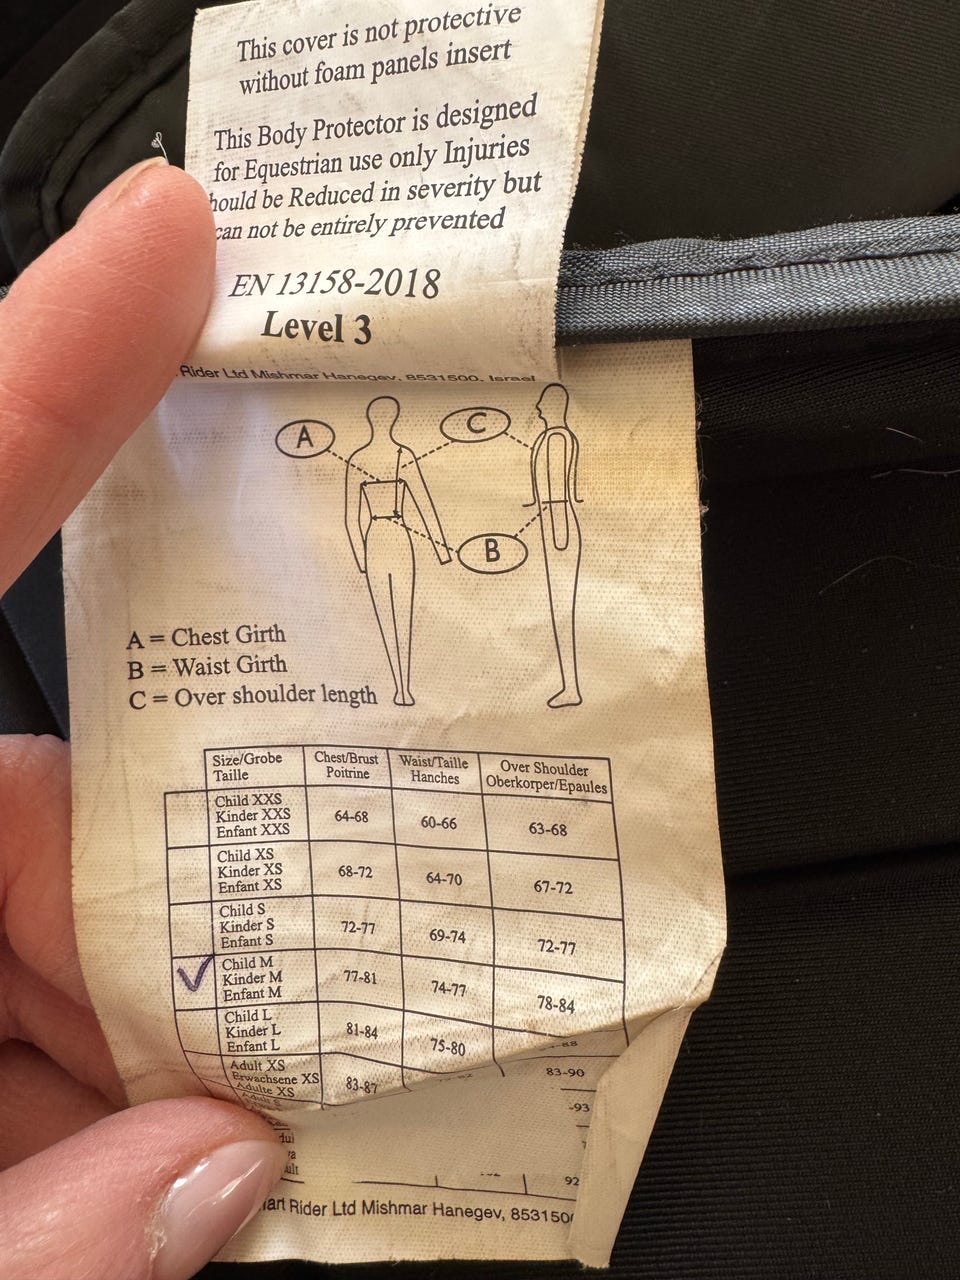 This cover is not protective
without foam panels insert
This Body Protector is designed
for Equestrian use only Injuries
hould be Reduced in severity but
can not be entirely prevented
EN 13158-2018
Level 3
Rider Ltd Mishmar Hanegev, 8531500, Israel
A
C
B
A = Chest Girth
B = Waist Girth
C = Over shoulder length
Size/Grobe Chest/Brust Waist/Taille Over Shoulder
Taille Poitrine Hanches Oberkorper/Epaules
Child XXS
Kinder XXS 64-68 60-66 63-68
Enfant XXS
Child XS
Kinder XS 68-72 64-70 67-72
Enfant XS
Child S
Kinder S 72-77 69-74 72-77
Enfant S
Child M
Kinder M 77-81 74-77 78-84
Enfant M
Child L
Kinder L 81-84 75-80 -88
Enfant L
Adult XS
Erwachsene XS 83-87 83-90
Adulte XS
-93
92
art Rider Ltd Mishmar Hanegev, 853150